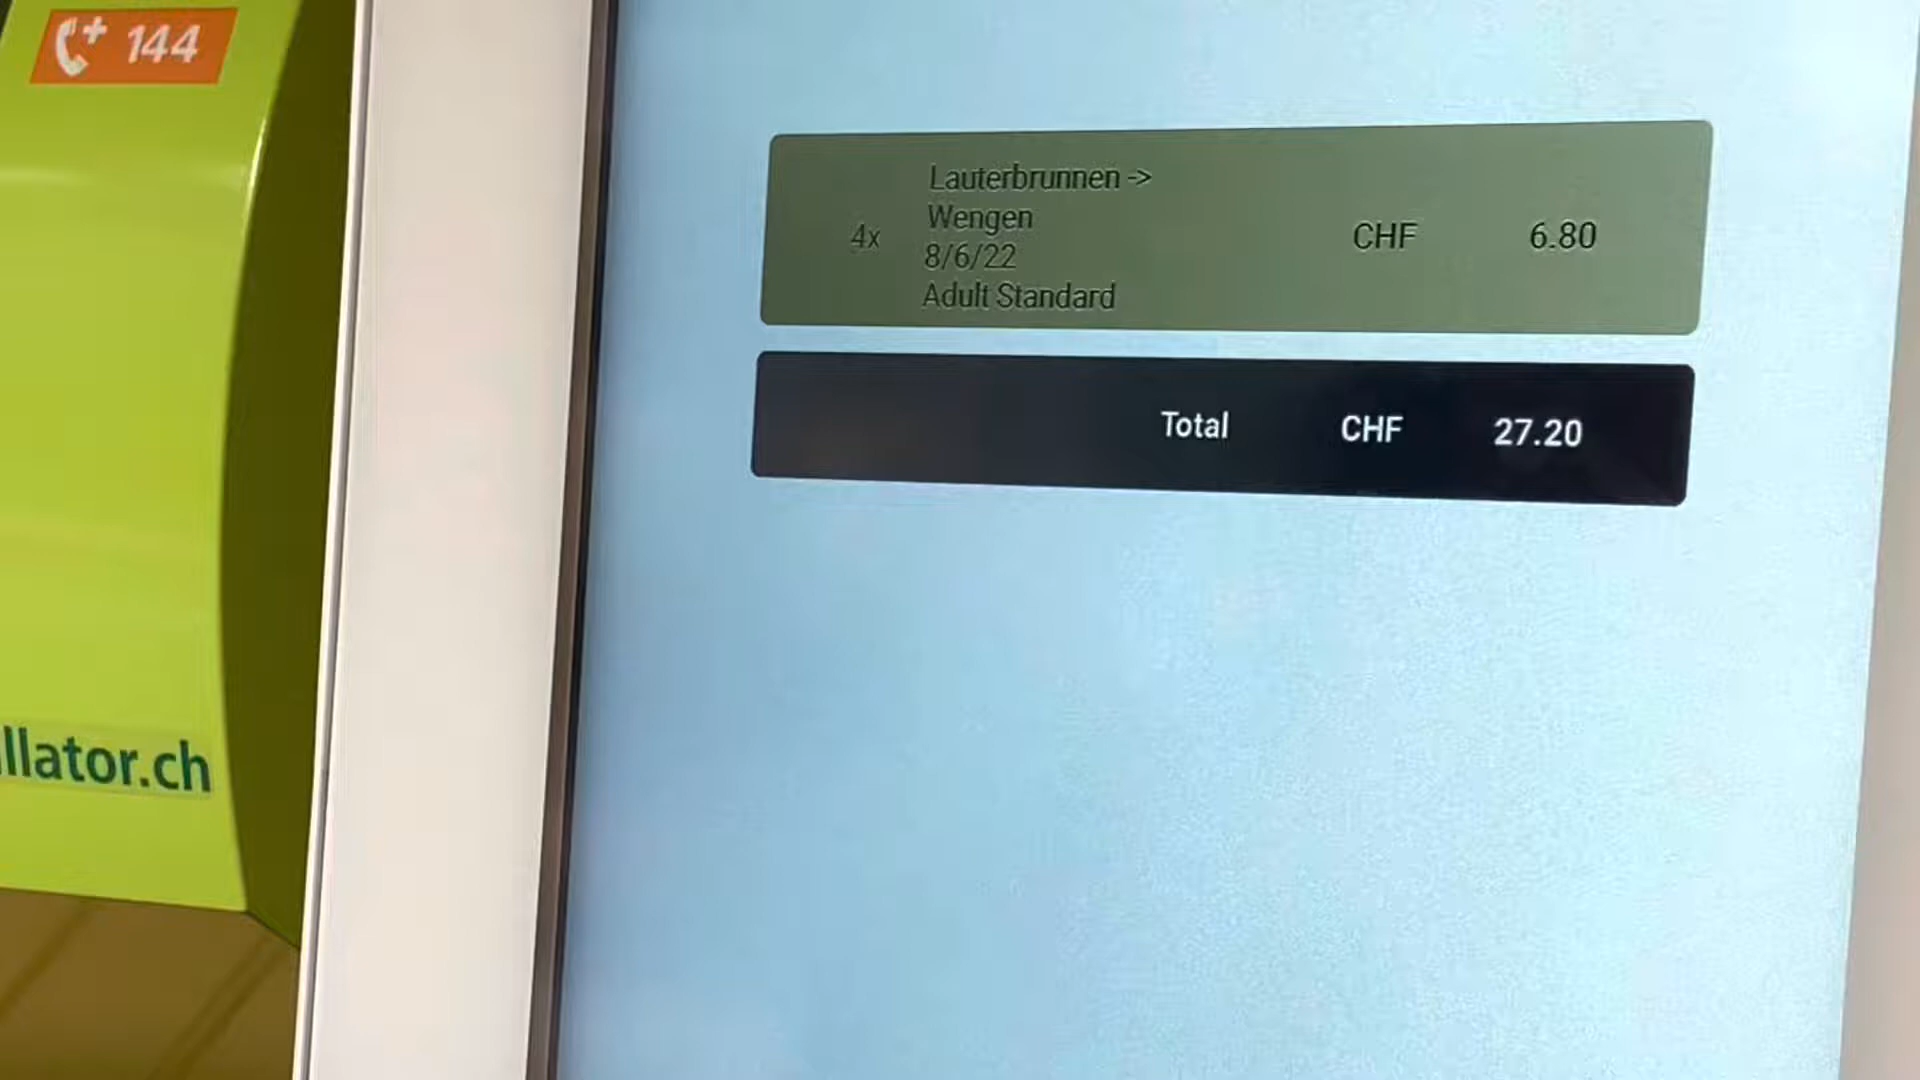 144
Lauterbrunnen ->
Wengen
4x
8/6/22
Adult Standard
CHF
6.80
Total CHF 27.20
llator.ch